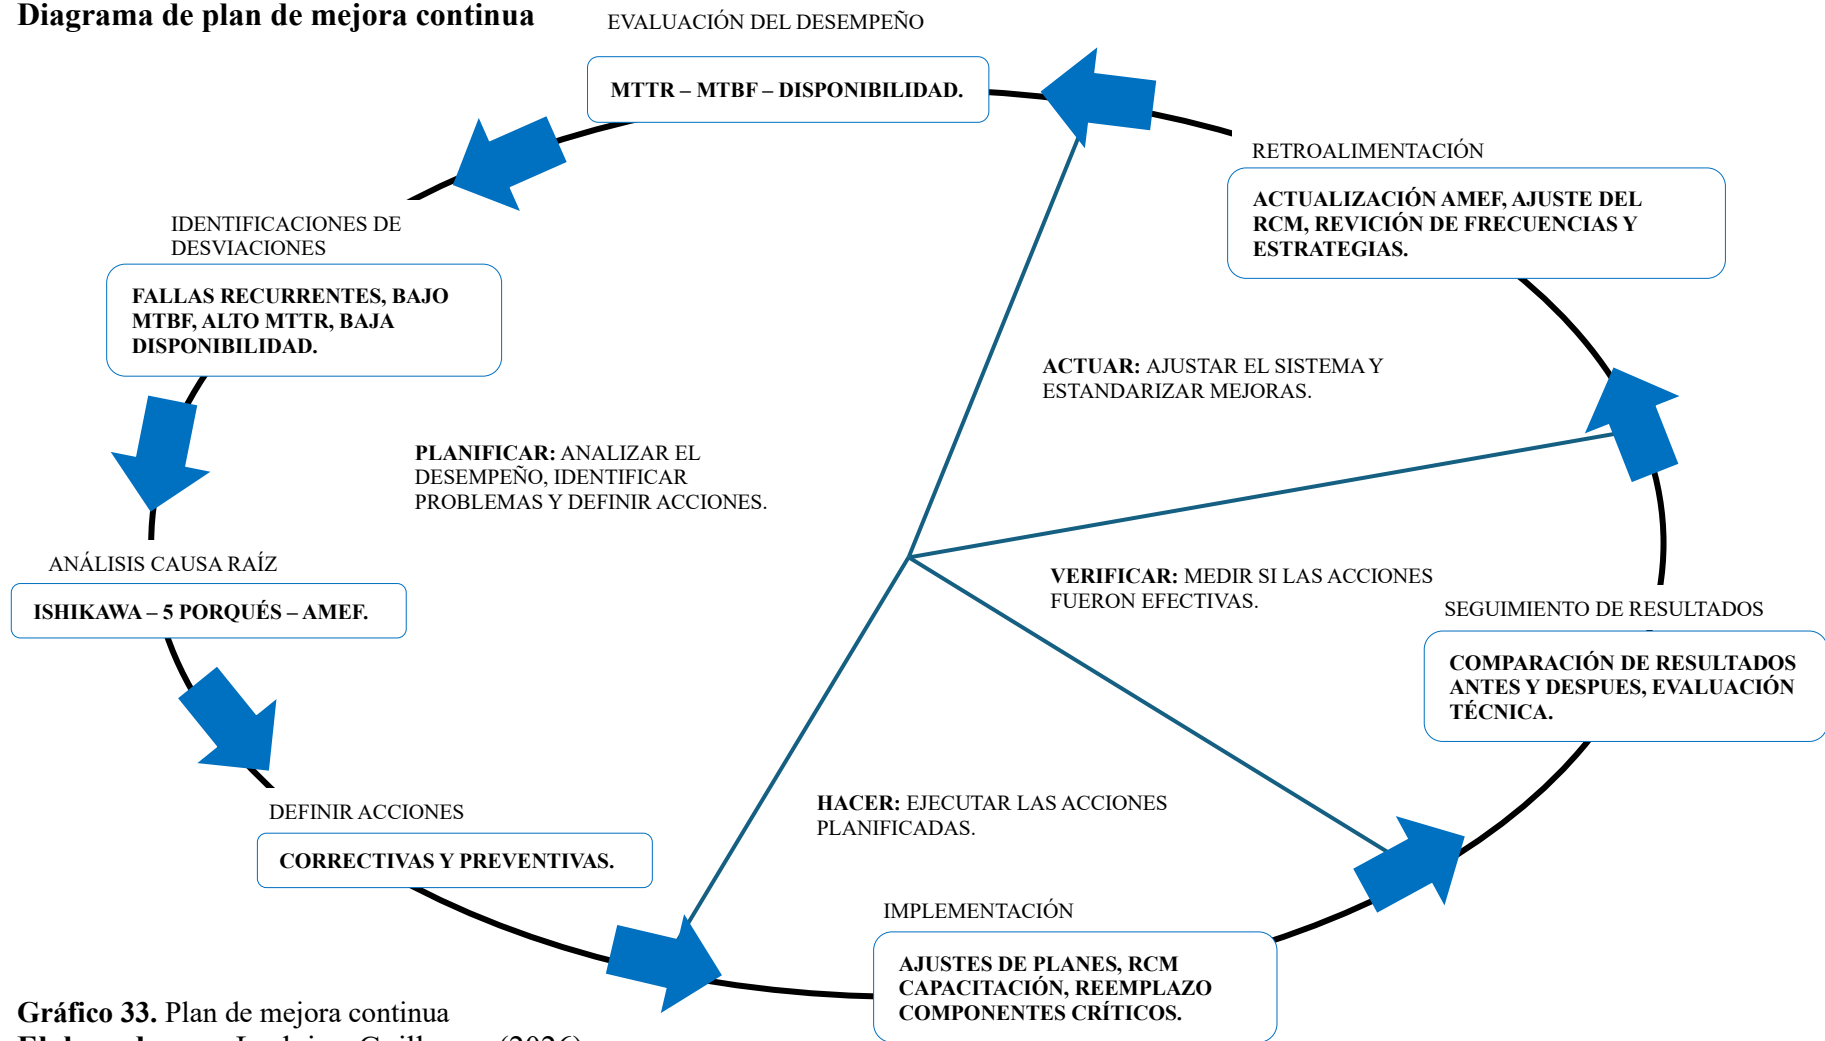 Diagrama de plan de mejora continua
EVALUACIÓN DEL DESEMPEÑO
MTTR – MTBF – DISPONIBILIDAD.
RETROALIMENTACIÓN
ACTUALIZACIÓN AMEF, AJUSTE DEL
RCM, REVICIÓN DE FRECUENCIAS Y
ESTRATEGIAS.
IDENTIFICACIONES DE
DESVIACIONES
FALLAS RECURRENTES, BAJO
MTBF, ALTO MTTR, BAJA
DISPONIBILIDAD.
ACTUAR: AJUSTAR EL SISTEMA Y
ESTANDARIZAR MEJORAS.
PLANIFICAR: ANALIZAR EL
DESEMPEÑO, IDENTIFICAR
PROBLEMAS Y DEFINIR ACCIONES.
ANÁLISIS CAUSA RAÍZ
ISHIKAWA – 5 PORQUÉS – AMEF.
VERIFICAR: MEDIR SI LAS ACCIONES
FUERON EFECTIVAS.
SEGUIMIENTO DE RESULTADOS
COMPARACIÓN DE RESULTADOS
ANTES Y DESPUES, EVALUACIÓN
TÉCNICA.
DEFINIR ACCIONES
CORRECTIVAS Y PREVENTIVAS.
HACER: EJECUTAR LAS ACCIONES
PLANIFICADAS.
IMPLEMENTACIÓN
AJUSTES DE PLANES, RCM
CAPACITACIÓN, REEMPLAZO
COMPONENTES CRÍTICOS.
Gráfico 33. Plan de mejora continua